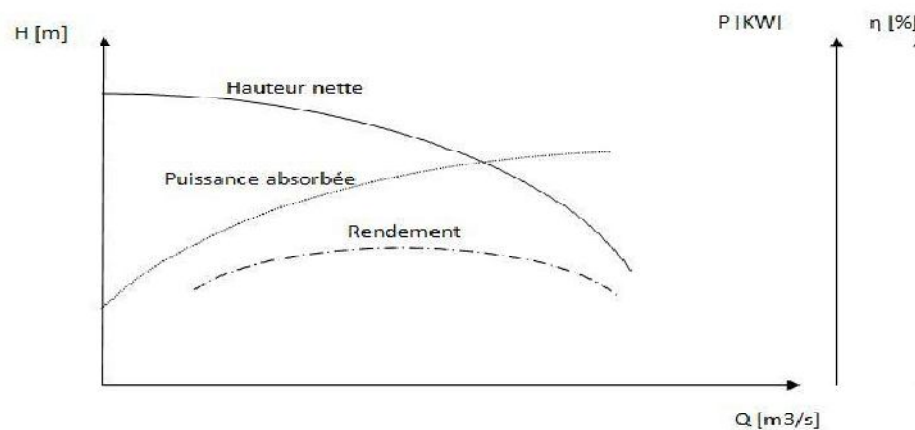 H [m]
P [KW]
η [%]
Hauteur nette
Puissance absorbée
Rendement
Q [m3/s]